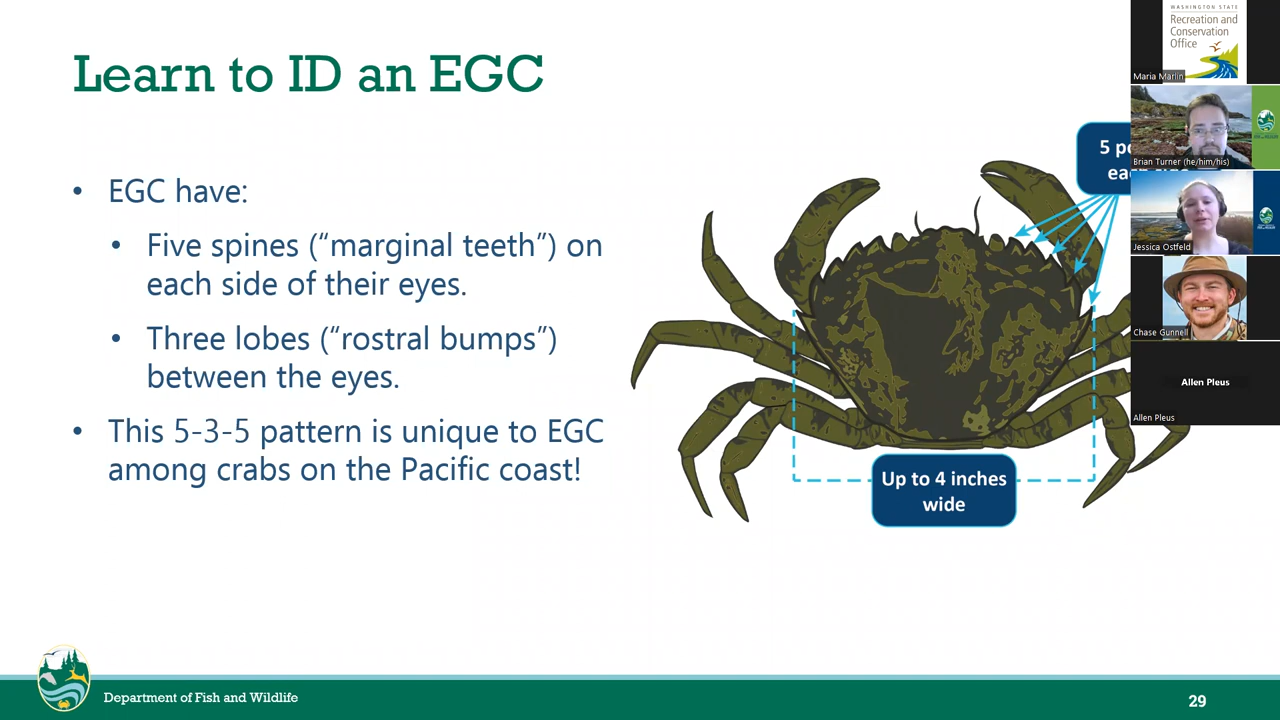 Learn to ID an EGC
• EGC have:
• Five spines (“marginal teeth”) on
each side of their eyes.
• Three lobes (“rostral bumps”)
between the eyes.
• This 5-3-5 pattern is unique to EGC
among crabs on the Pacific coast!
5
Up to 4 inches
wide
WASHINGTON STATE
Recreation and
Conservation
Office
Maria Marlin
Brian Turner (he/him/his)
Jessica Ostfeld
Chase Gunnell
Allen Pleus
Allen Pleus
Department of Fish and Wildlife
29